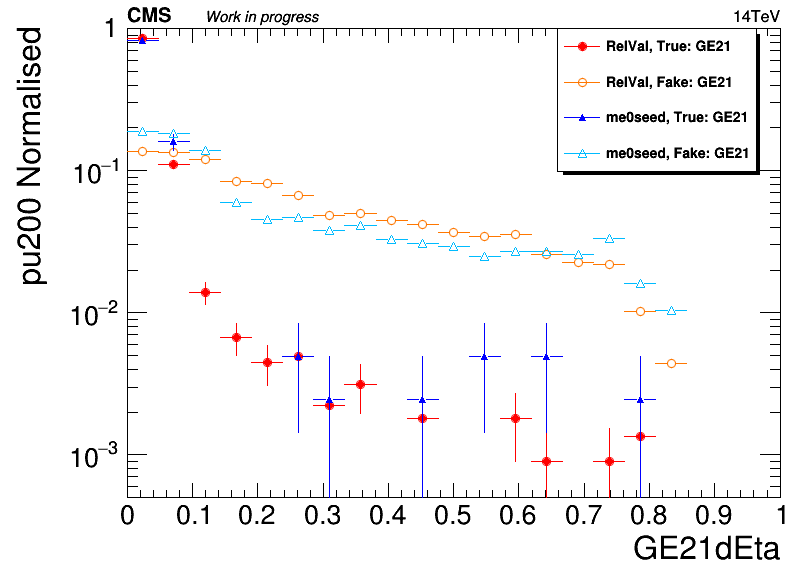 CMS Work in progress 14TeV
pu200 Normalised
1
10⁻¹
10⁻²
10⁻³
RelVal, True: GE21
RelVal, Fake: GE21
me0seed, True: GE21
me0seed, Fake: GE21
0 0.1 0.2 0.3 0.4 0.5 0.6 0.7 0.8 0.9 1
GE21dEta